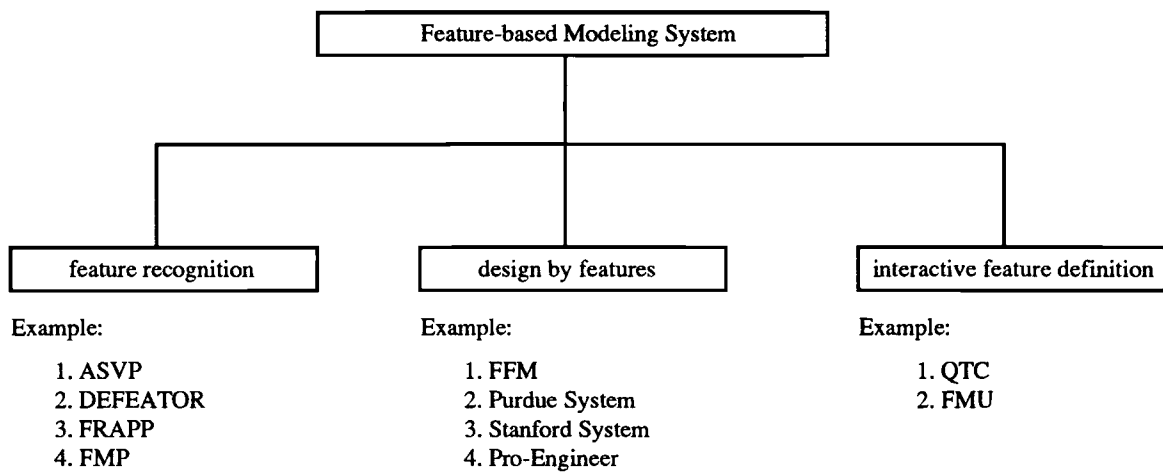 Feature-based Modeling System
feature recognition
design by features
interactive feature definition
Example:
1. ASVP
2. DEFEATOR
3. FRAPP
4. FMP
Example:
1. FFM
2. Purdue System
3. Stanford System
4. Pro-Engineer
Example:
1. QTC
2. FMU